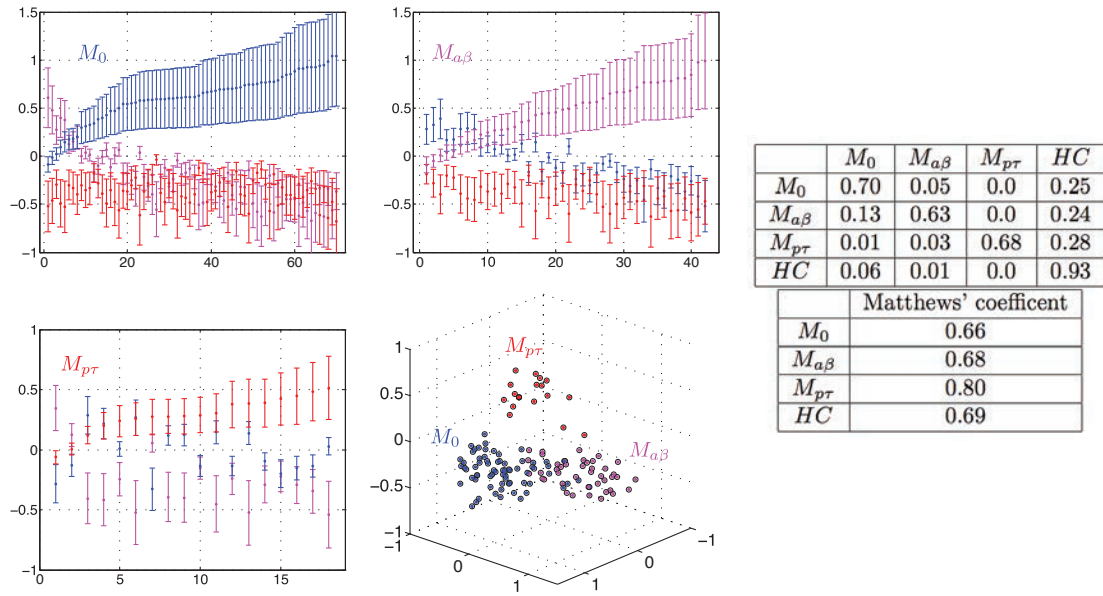 1.5
1
0.5
0
−0.5
−1
0 20 40 60
M0
1.5
1
0.5
0
−0.5
−1
0 10 20 30 40
Maβ
1
0.5
0
−0.5
−1
0 5 10 15
Mpτ
1
0.5
0
−0.5
−1
−1
0
1
1
0
−1
Mpτ
M0
Maβ
M0 Maβ Mpτ HC
M0 0.70 0.05 0.0 0.25
Maβ 0.13 0.63 0.0 0.24
Mpτ 0.01 0.03 0.68 0.28
HC 0.06 0.01 0.0 0.93
Matthews' coefficent
M0 0.66
Maβ 0.68
Mpτ 0.80
HC 0.69